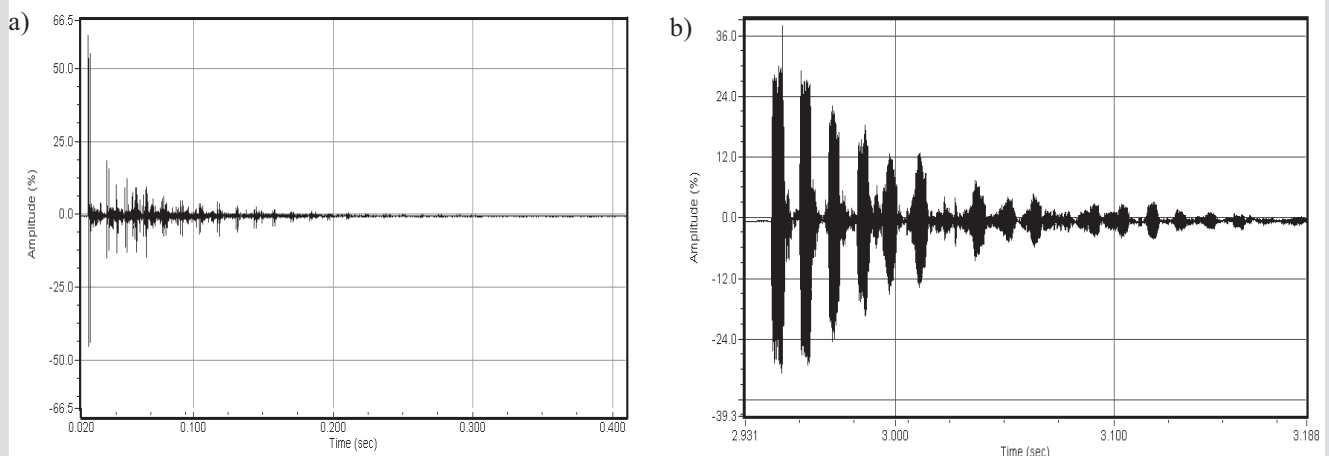 a)
66.5
50.0
25.0
0.0
-25.0
-50.0
-66.5
Amplitude (%)
0.020 0.100 0.200 0.300 0.400
Time (sec)
b)
36.0
24.0
12.0
0.0
-12.0
-24.0
-39.3
Amplitude (%)
2.931 3.000 3.100 3.188
Time (sec)